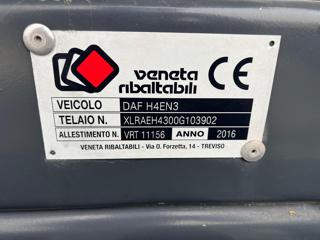 veneta
ribaltabili
CE
VEICOLO DAF H4EN3
TELAIO N. XLRAEH4300G103902
ALLESTIMENTO N. VRT 11156 ANNO 2016
VENETA RIBALTABILI - Via O. Forzetta, 14 - TREVISO